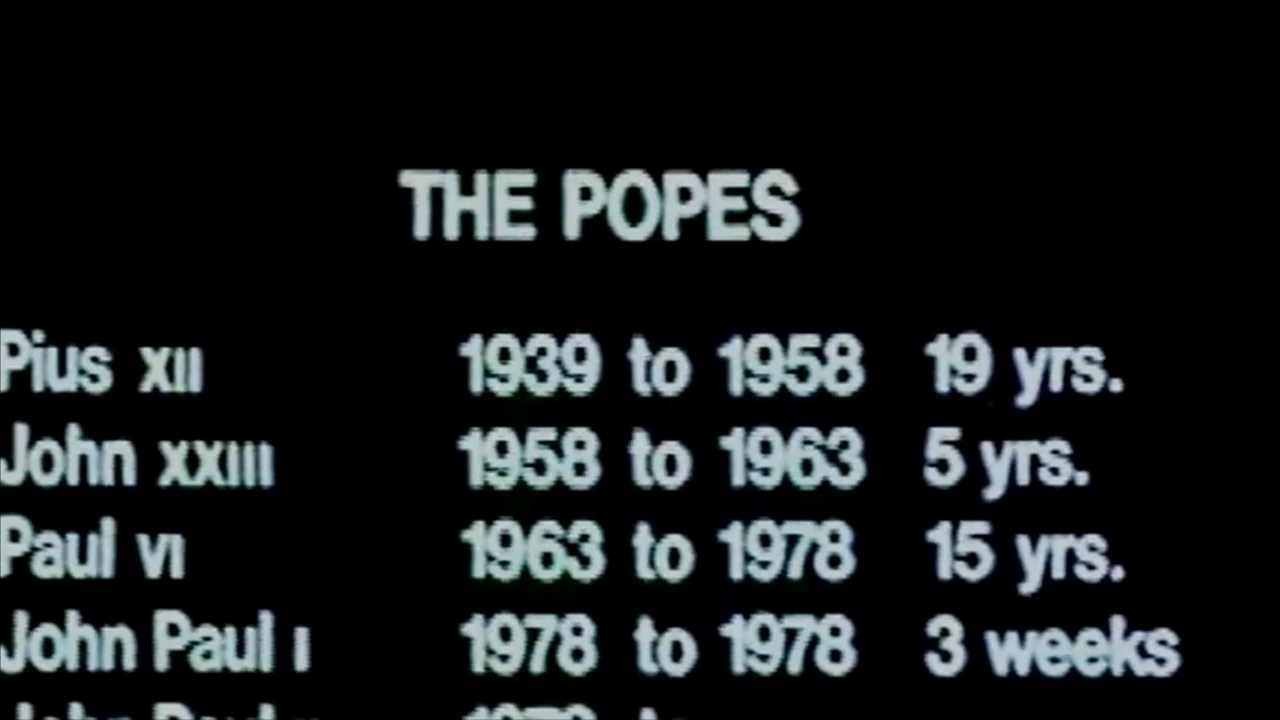 THE POPES
Pius XII 1939 to 1958 19 yrs.
John XXIII 1958 to 1963 5 yrs.
Paul VI 1963 to 1978 15 yrs.
John Paul I 1978 to 1978 3 weeks